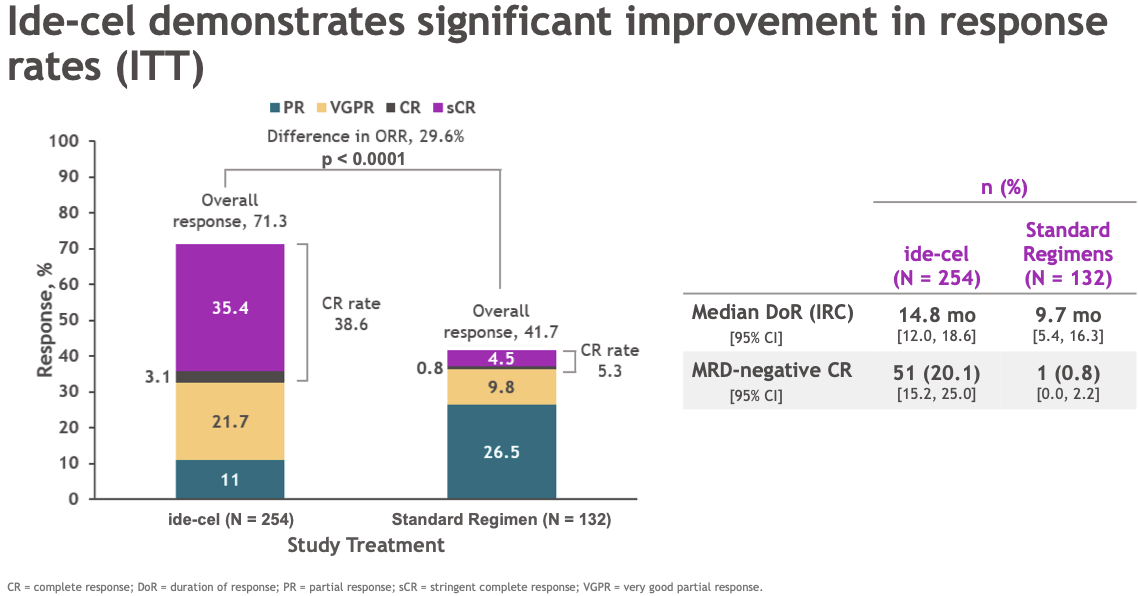 Ide-cel demonstrates significant improvement in response
rates (ITT)
PR VGPR CR sCR
Difference in ORR, 29.6%
p < 0.0001
100
90
80
70
60
50
40
30
20
10
0
Response, %
Overall
response, 71.3
35.4
3.1
21.7
11
CR rate
38.6
Overall
response, 41.7
4.5
0.8
9.8
26.5
CR rate
5.3
ide-cel (N = 254)
Standard Regimen (N = 132)
Study Treatment
n (%)
ide-cel
(N = 254)
Standard
Regimens
(N = 132)
Median DoR (IRC) 14.8 mo 9.7 mo
[95% CI] [12.0, 18.6] [5.4, 16.3]
MRD-negative CR 51 (20.1) 1 (0.8)
[95% CI] [15.2, 25.0] [0.0, 2.2]
CR = complete response; DoR = duration of response; PR = partial response; sCR = stringent complete response; VGPR = very good partial response.